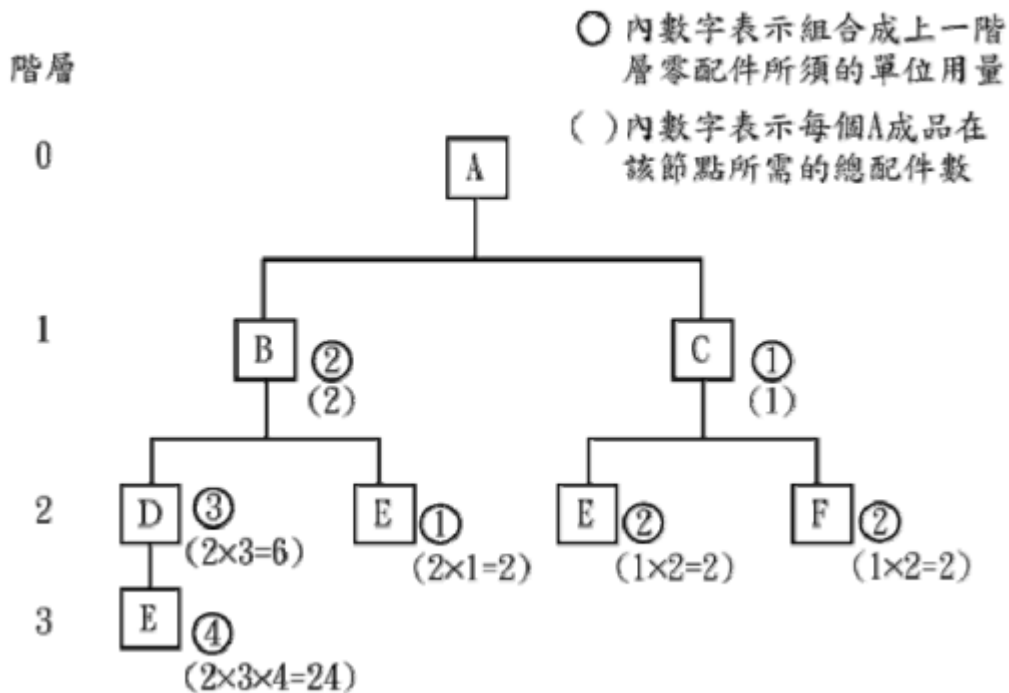 ○ 內數字表示組合成上一階
層零配件所須的單位用量
( )內數字表示每個A成品在
該節點所需的總配件數
階層
0
A
1
B
②
(2)
C
①
(1)
2
D
③
(2×3=6)
E
①
(2×1=2)
E
②
(1×2=2)
F
②
(1×2=2)
3
E
④
(2×3×4=24)